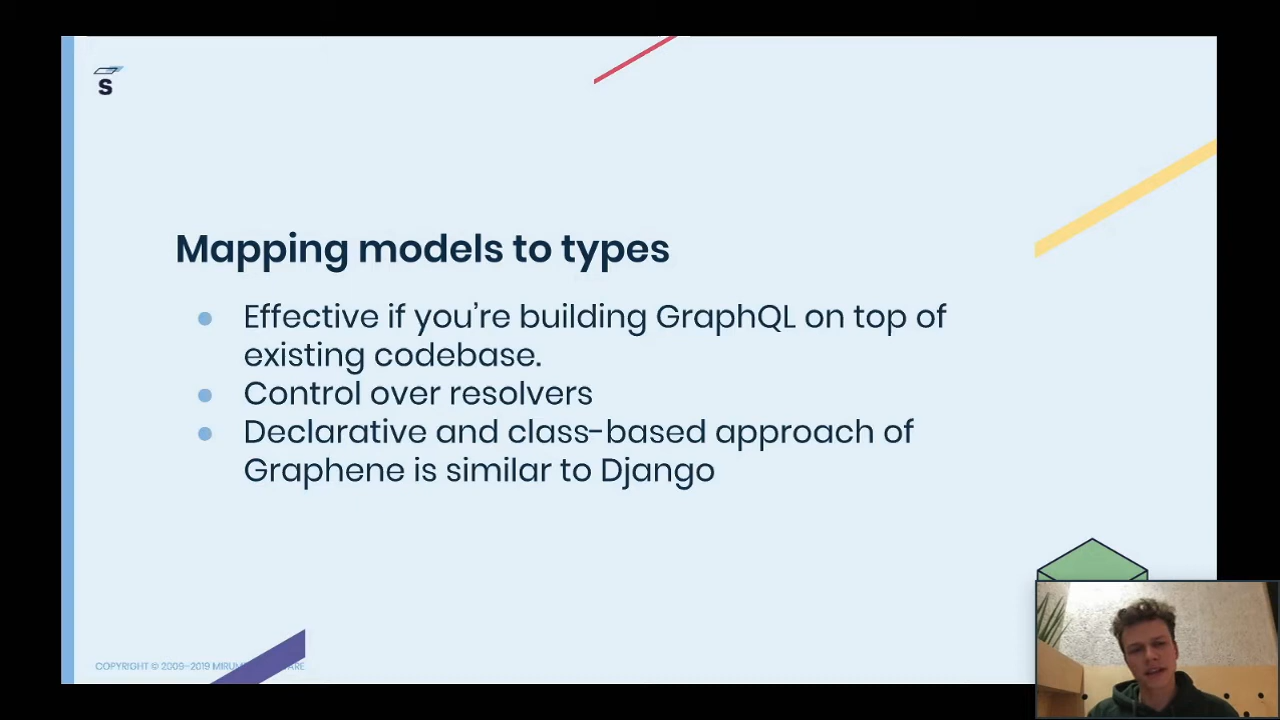 S
Mapping models to types
Effective if you're building GraphQL on top of
existing codebase.
Control over resolvers
Declarative and class-based approach of
Graphene is similar to Django
COPYRIGHT © 2009-2019